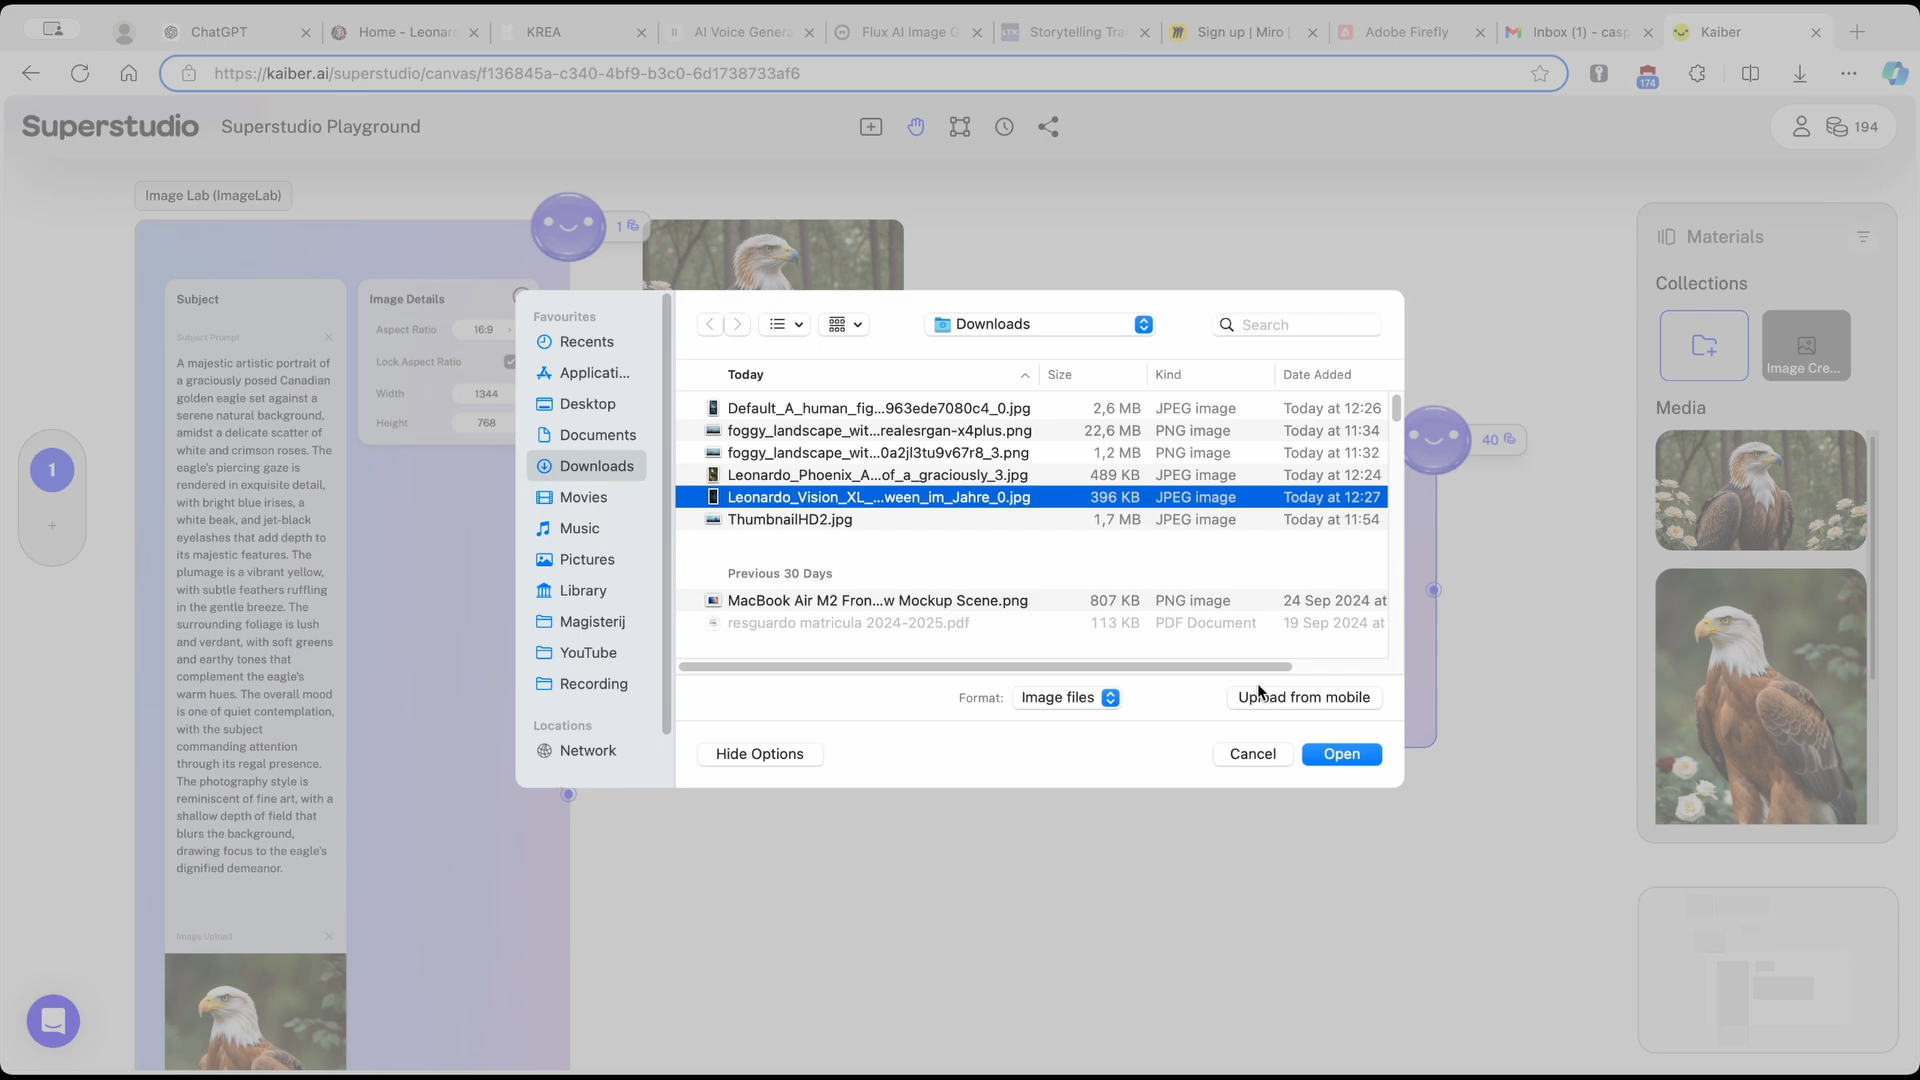 ChatGPT
Home - Leonar
KREA
AI Voice Genera
Flux AI Image G
Storytelling Tra
Sign up | Miro |
Adobe Firefly
Inbox (1) - casp
Kaiber
https://kaiber.ai/superstudio/canvas/f136845a-c340-4bf9-b3c0-6d1738733af6
174
Superstudio
Superstudio Playground
194
Image Lab (ImageLab)
1
Subject
Subject Prompt
A majestic artistic portrait of
a graciously posed Canadian
golden eagle set against a
serene natural background,
amidst a delicate scatter of
white and crimson roses. The
eagle's piercing gaze is
rendered in exquisite detail,
with bright blue irises, a
white beak, and jet-black
eyelashes that add depth to
its majestic features. The
plumage is a vibrant yellow,
with subtle feathers ruffling
in the gentle breeze. The
surrounding foliage is lush
and verdant, with soft greens
and earthy tones that
complement the eagle's
warm hues. The overall mood
is one of quiet contemplation,
with the subject
commanding attention
through its regal presence.
The photography style is
reminiscent of fine art, with a
shallow depth of field that
blurs the background,
drawing focus to the eagle's
dignified demeanor.
Image Upload
Image Details
Aspect Ratio
16:9
Lock Aspect Ratio
Width
1344
Height
768
1
+
Favourites
Recents
Applicati...
Desktop
Documents
Downloads
Movies
Music
Pictures
Library
Magisterij
YouTube
Recording
Locations
Network
Downloads
Search
Today
Size
Kind
Date Added
Default_A_human_fig...963ede7080c4_0.jpg
2,6 MB
JPEG image
Today at 12:26
foggy_landscape_wit...realesrgan-x4plus.png
22,6 MB
PNG image
Today at 11:34
foggy_landscape_wit...0a2jl3tu9v67r8_3.png
1,2 MB
PNG image
Today at 11:32
Leonardo_Phoenix_A...of_a_graciously_3.jpg
489 KB
JPEG image
Today at 12:24
Leonardo_Vision_XL_...ween_im_Jahre_0.jpg
396 KB
JPEG image
Today at 12:27
ThumbnailHD2.jpg
1,7 MB
JPEG image
Today at 11:54
Previous 30 Days
MacBook Air M2 Fron...w Mockup Scene.png
807 KB
PNG image
24 Sep 2024 at
resguardo matricula 2024-2025.pdf
113 KB
PDF Document
19 Sep 2024 at
Format:
Image files
Upload from mobile
Hide Options
Cancel
Open
40
Materials
Collections
Image Cre...
Media